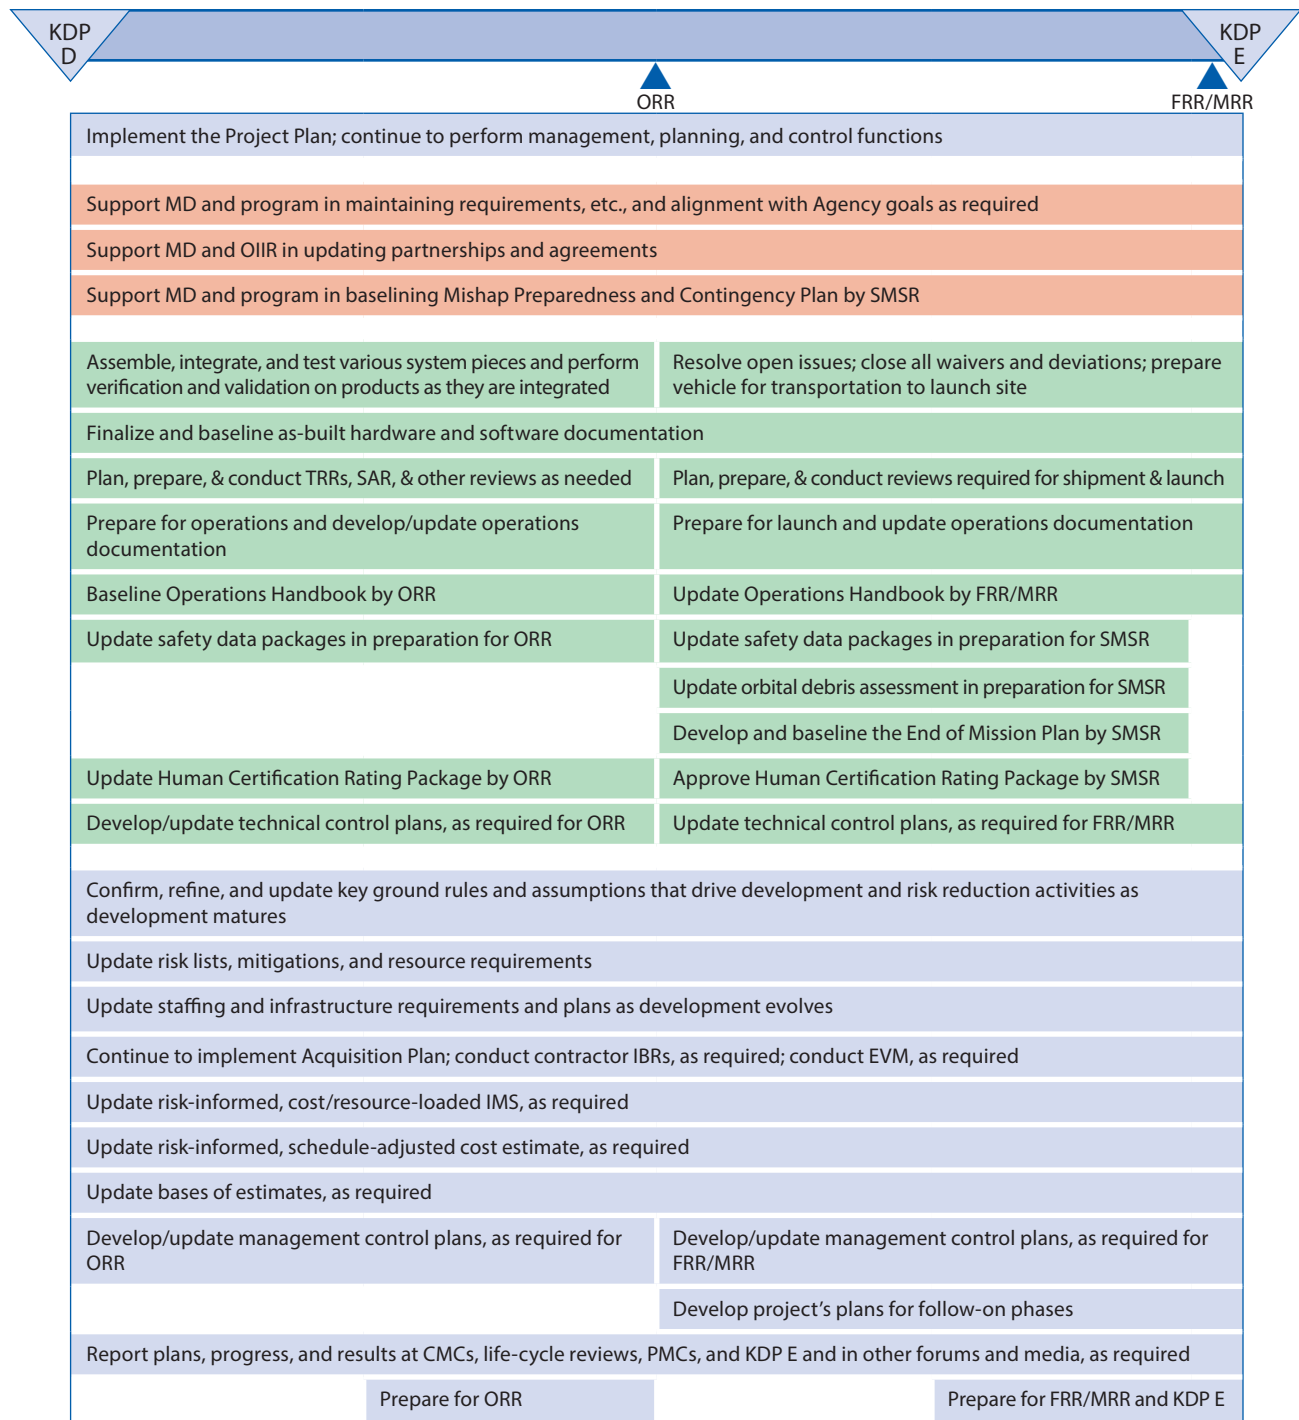 KDP
D
KDP
E
ORR
FRR/MRR
Implement the Project Plan; continue to perform management, planning, and control functions
Support MD and program in maintaining requirements, etc., and alignment with Agency goals as required
Support MD and OIIR in updating partnerships and agreements
Support MD and program in baselining Mishap Preparedness and Contingency Plan by SMSR
Assemble, integrate, and test various system pieces and perform
verification and validation on products as they are integrated
Resolve open issues; close all waivers and deviations; prepare
vehicle for transportation to launch site
Finalize and baseline as-built hardware and software documentation
Plan, prepare, & conduct TRRs, SAR, & other reviews as needed
Plan, prepare, & conduct reviews required for shipment & launch
Prepare for operations and develop/update operations
documentation
Prepare for launch and update operations documentation
Baseline Operations Handbook by ORR
Update Operations Handbook by FRR/MRR
Update safety data packages in preparation for ORR
Update safety data packages in preparation for SMSR
Update orbital debris assessment in preparation for SMSR
Develop and baseline the End of Mission Plan by SMSR
Update Human Certification Rating Package by ORR
Approve Human Certification Rating Package by SMSR
Develop/update technical control plans, as required for ORR
Update technical control plans, as required for FRR/MRR
Confirm, refine, and update key ground rules and assumptions that drive development and risk reduction activities as
development matures
Update risk lists, mitigations, and resource requirements
Update staffing and infrastructure requirements and plans as development evolves
Continue to implement Acquisition Plan; conduct contractor IBRs, as required; conduct EVM, as required
Update risk-informed, cost/resource-loaded IMS, as required
Update risk-informed, schedule-adjusted cost estimate, as required
Update bases of estimates, as required
Develop/update management control plans, as required for
ORR
Develop/update management control plans, as required for
FRR/MRR
Develop project's plans for follow-on phases
Report plans, progress, and results at CMCs, life-cycle reviews, PMCs, and KDP E and in other forums and media, as required
Prepare for ORR
Prepare for FRR/MRR and KDP E